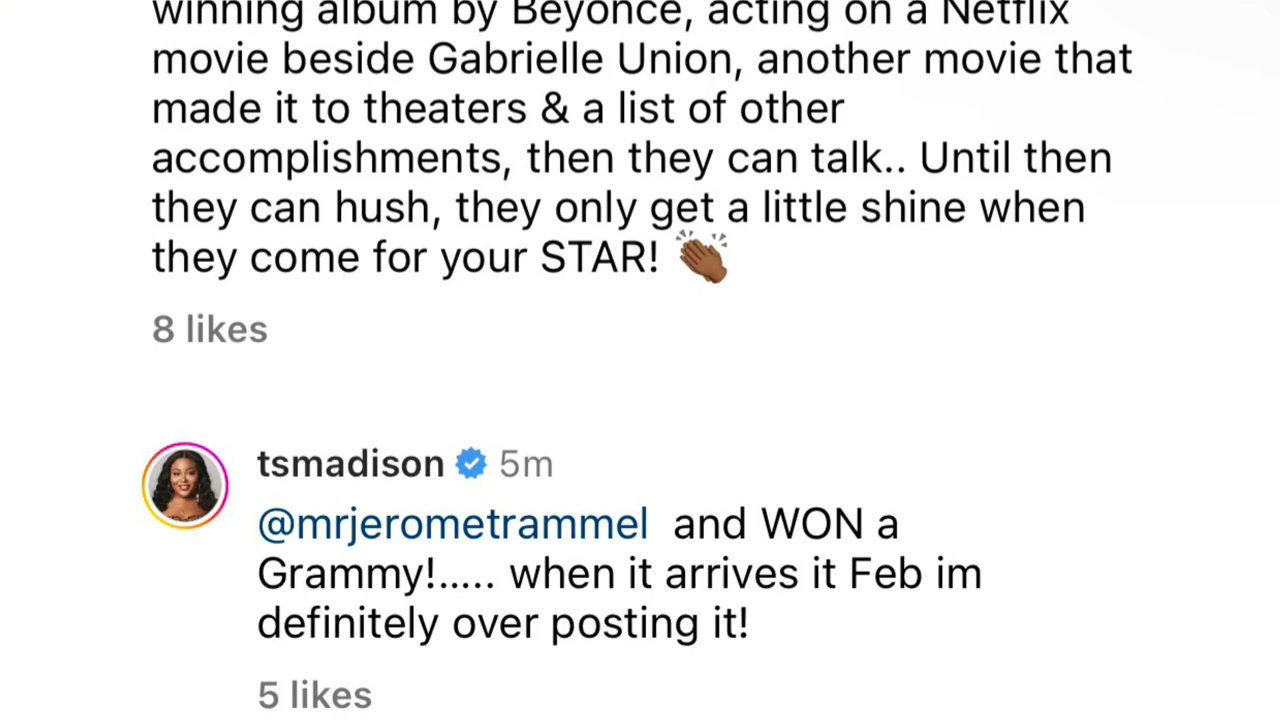 winning album by Beyonce, acting on a Netflix
movie beside Gabrielle Union, another movie that
made it to theaters & a list of other
accomplishments, then they can talk.. Until then
they can hush, they only get a little shine when
they come for your STAR! 👏🏾
8 likes
tsmadison 5m
@mrjerometrammel and WON a
Grammy!..... when it arrives it Feb im
definitely over posting it!
5 likes